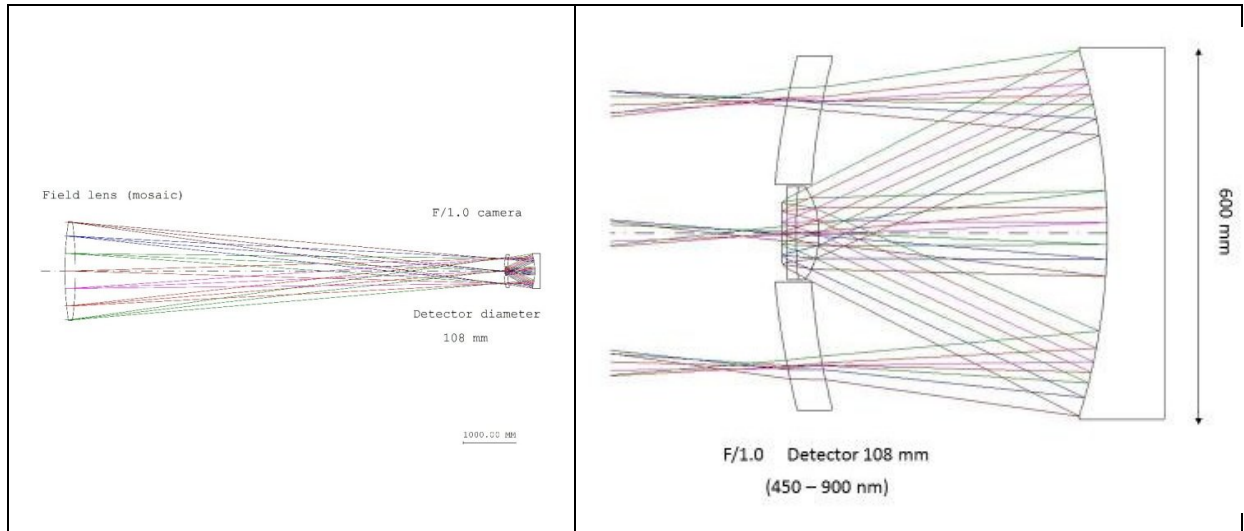 Field lens (mosaic)
F/1.0 camera
Detector diameter
108 mm
1000.00 MM
600 mm
F/1.0 Detector 108 mm
(450 – 900 nm)